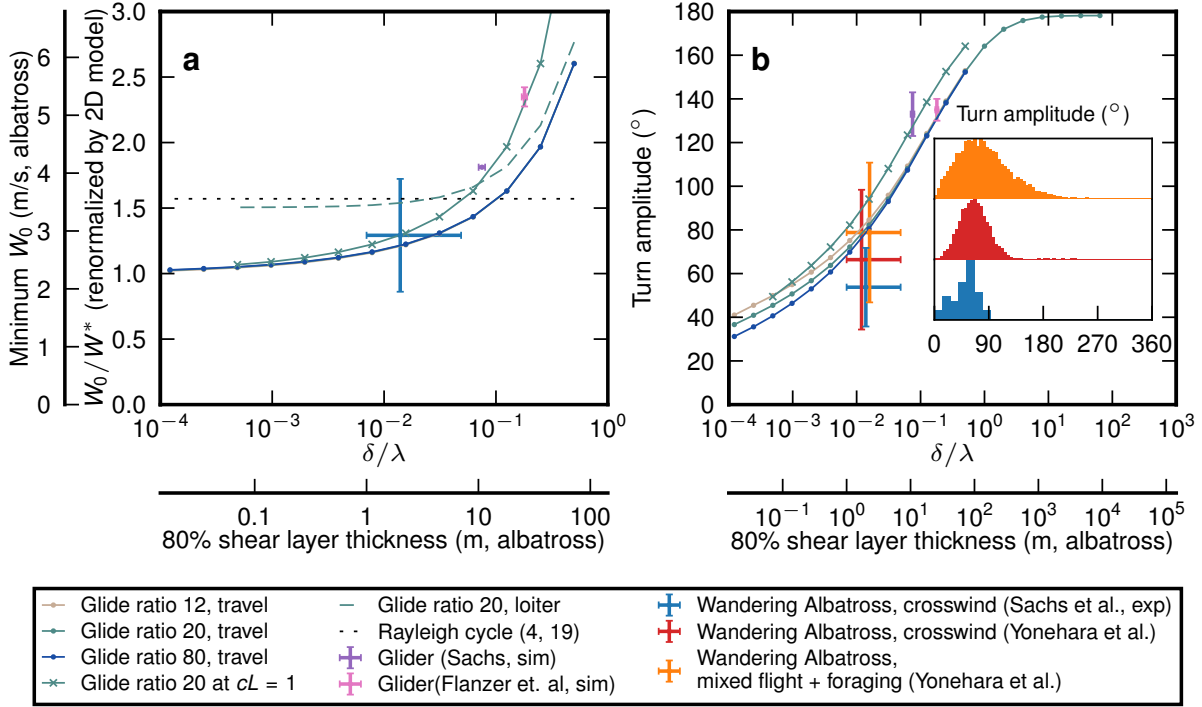 a
Minimum W₀ (m/s, albatross)
0
1
2
3
4
5
6
W₀/W* (renormalized by 2D model)
0.0
0.5
1.0
1.5
2.0
2.5
3.0
10⁻⁴ 10⁻³ 10⁻² 10⁻¹ 10⁰
δ/λ
0.1 1 10 100
80% shear layer thickness (m, albatross)
b
Turn amplitude (°)
0
20
40
60
80
100
120
140
160
180
10⁻⁴ 10⁻³ 10⁻² 10⁻¹ 10⁰ 10¹ 10² 10³
δ/λ
10⁻¹ 10⁰ 10¹ 10² 10³ 10⁴ 10⁵
80% shear layer thickness (m, albatross)
Turn amplitude (°)
0 90 180 270 360
Glide ratio 12, travel
Glide ratio 20, travel
Glide ratio 80, travel
Glide ratio 20 at cL = 1
Glide ratio 20, loiter
Rayleigh cycle (4, 19)
Glider (Sachs, sim)
Glider(Flanzer et. al, sim)
Wandering Albatross, crosswind (Sachs et al., exp)
Wandering Albatross, crosswind (Yonehara et al.)
Wandering Albatross,
mixed flight + foraging (Yonehara et al.)